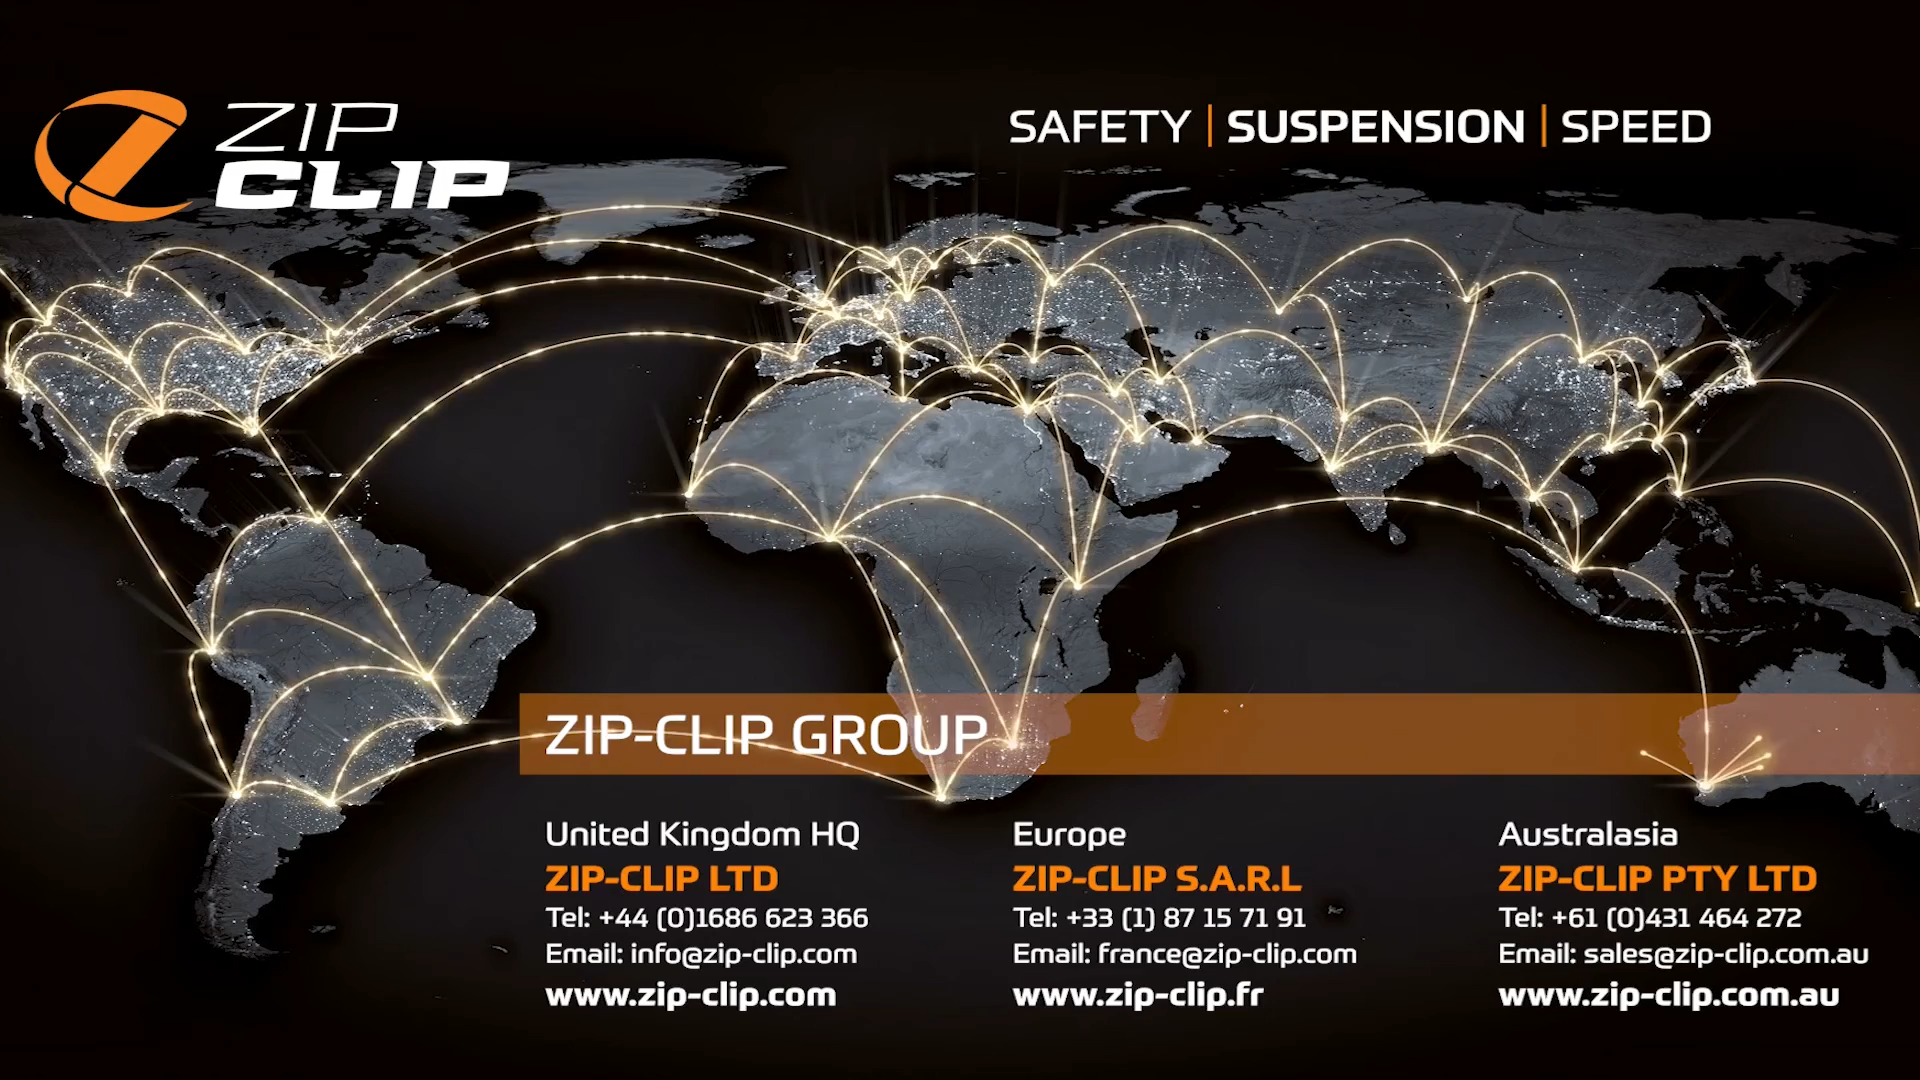 ZIP
CLIP
SAFETY | SUSPENSION | SPEED
ZIP-CLIP GROUP
United Kingdom HQ
ZIP-CLIP LTD
Tel: +44 (0)1686 623 366
Email: info@zip-clip.com
www.zip-clip.com
Europe
ZIP-CLIP S.A.R.L
Tel: +33 (1) 87 15 71 91
Email: france@zip-clip.com
www.zip-clip.fr
Australasia
ZIP-CLIP PTY LTD
Tel: +61 (0)431 464 272
Email: sales@zip-clip.com.au
www.zip-clip.com.au